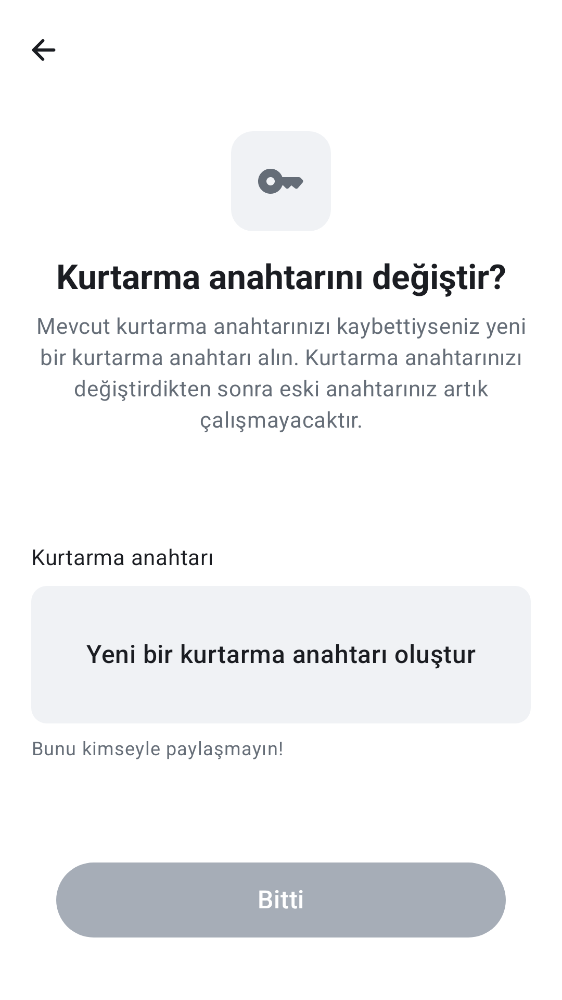 Kurtarma anahtarını değiştir?
Mevcut kurtarma anahtarınızı kaybettiyseniz yeni
bir kurtarma anahtarı alın. Kurtarma anahtarınızı
değiştirdikten sonra eski anahtarınız artık
çalışmayacaktır.
Kurtarma anahtarı
Yeni bir kurtarma anahtarı oluştur
Bunu kimseyle paylaşmayın!
Bitti